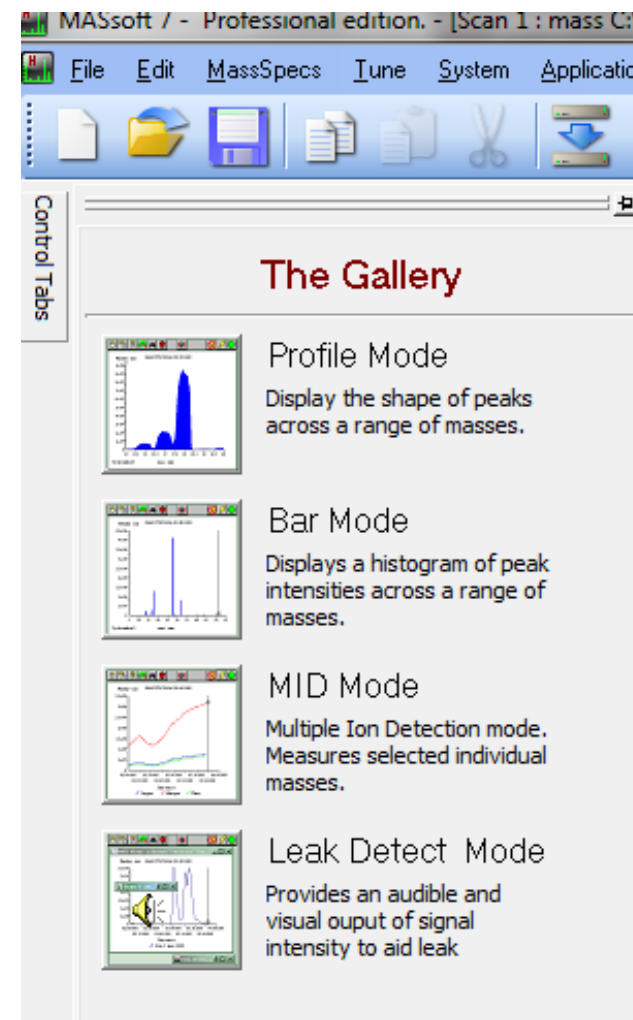 MASsoft 7 - Professional edition. - [Scan 1 : mass C:
File Edit MassSpecs Tune System Applicatio
Control Tabs
The Gallery
Profile Mode
Display the shape of peaks
across a range of masses.
Bar Mode
Displays a histogram of peak
intensities across a range of
masses.
MID Mode
Multiple Ion Detection mode.
Measures selected individual
masses.
Leak Detect Mode
Provides an audible and
visual ouput of signal
intensity to aid leak